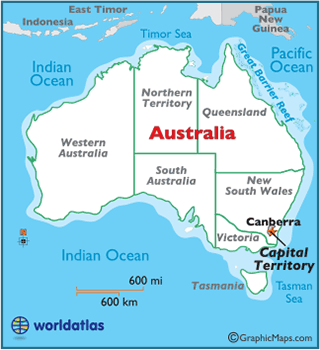 East Timor
Papua
New
Guinea
Indonesia
Timor Sea
Pacific
Ocean
Indian
Ocean
Great Barrier Reef
Northern
Territory
Queensland
Australia
Western
Australia
South
Australia
New
South Wales
Canberra
Victoria
Capital
Territory
Indian Ocean
Tasmania
Tasman
Sea
600 mi
600 km
worldatlas
©GraphicMaps.com